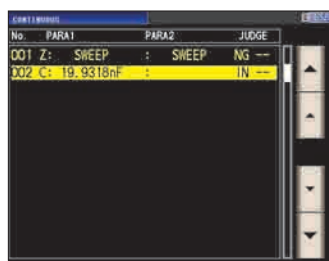 CONTINUOUS
No. PARA1 PARA2 JUDGE
001 Z: SWEEP : SWEEP NG --
002 C: 19.9318nF : IN --